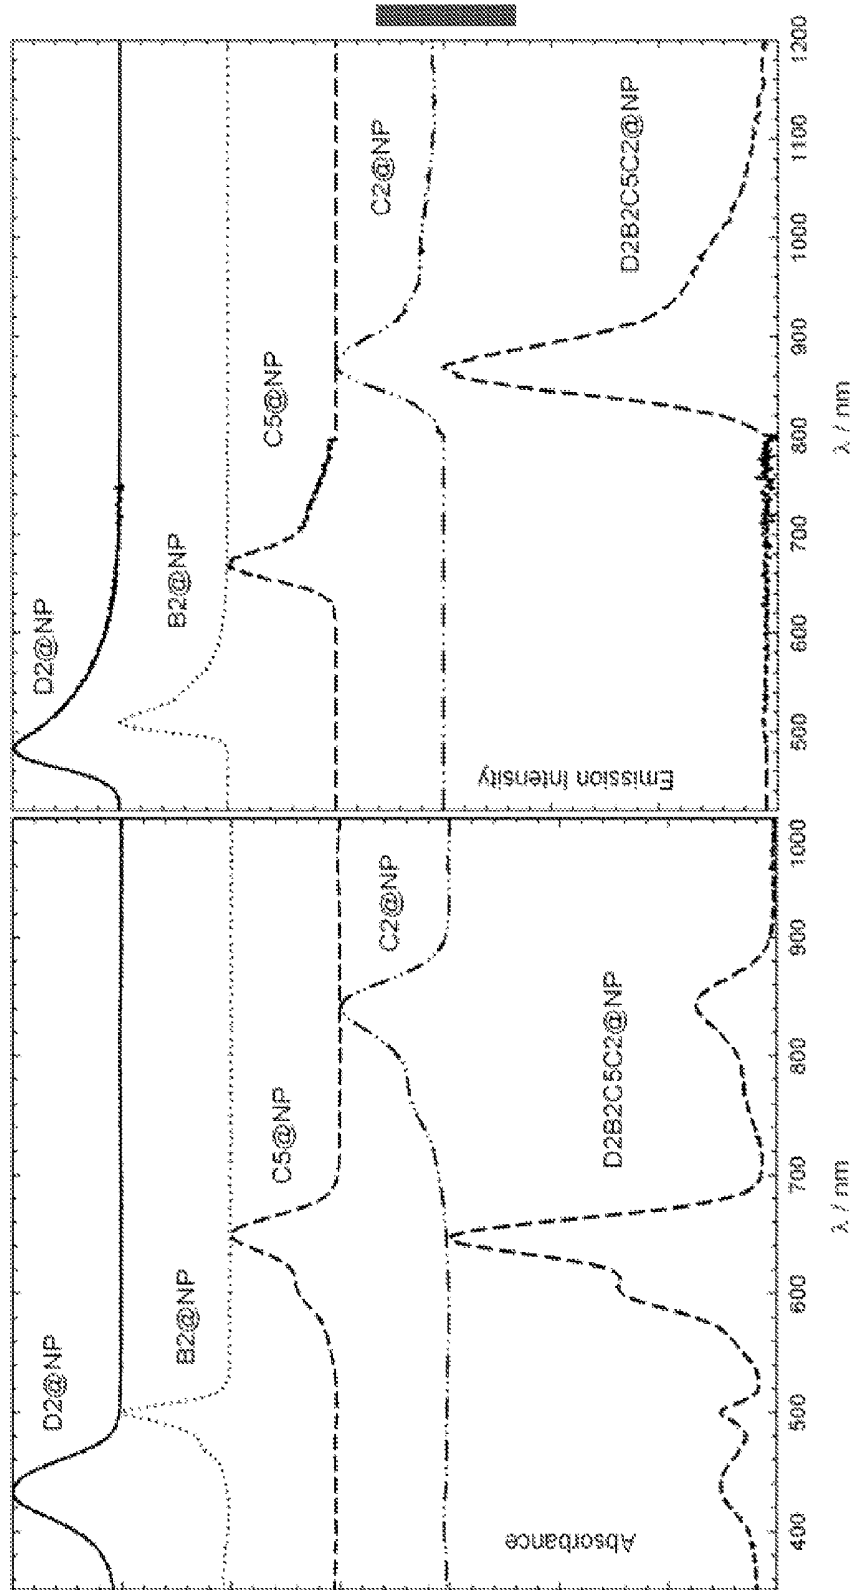 Absorbance
D2@NP
B2@NP
C5@NP
C2@NP
D2B2C5C2@NP
400 500 600 700 800 900 1000
λ / nm
Emission Intensity
D2@NP
B2@NP
C5@NP
C2@NP
D2B2C5C2@NP
500 600 700 800 900 1000 1100 1200
λ / nm